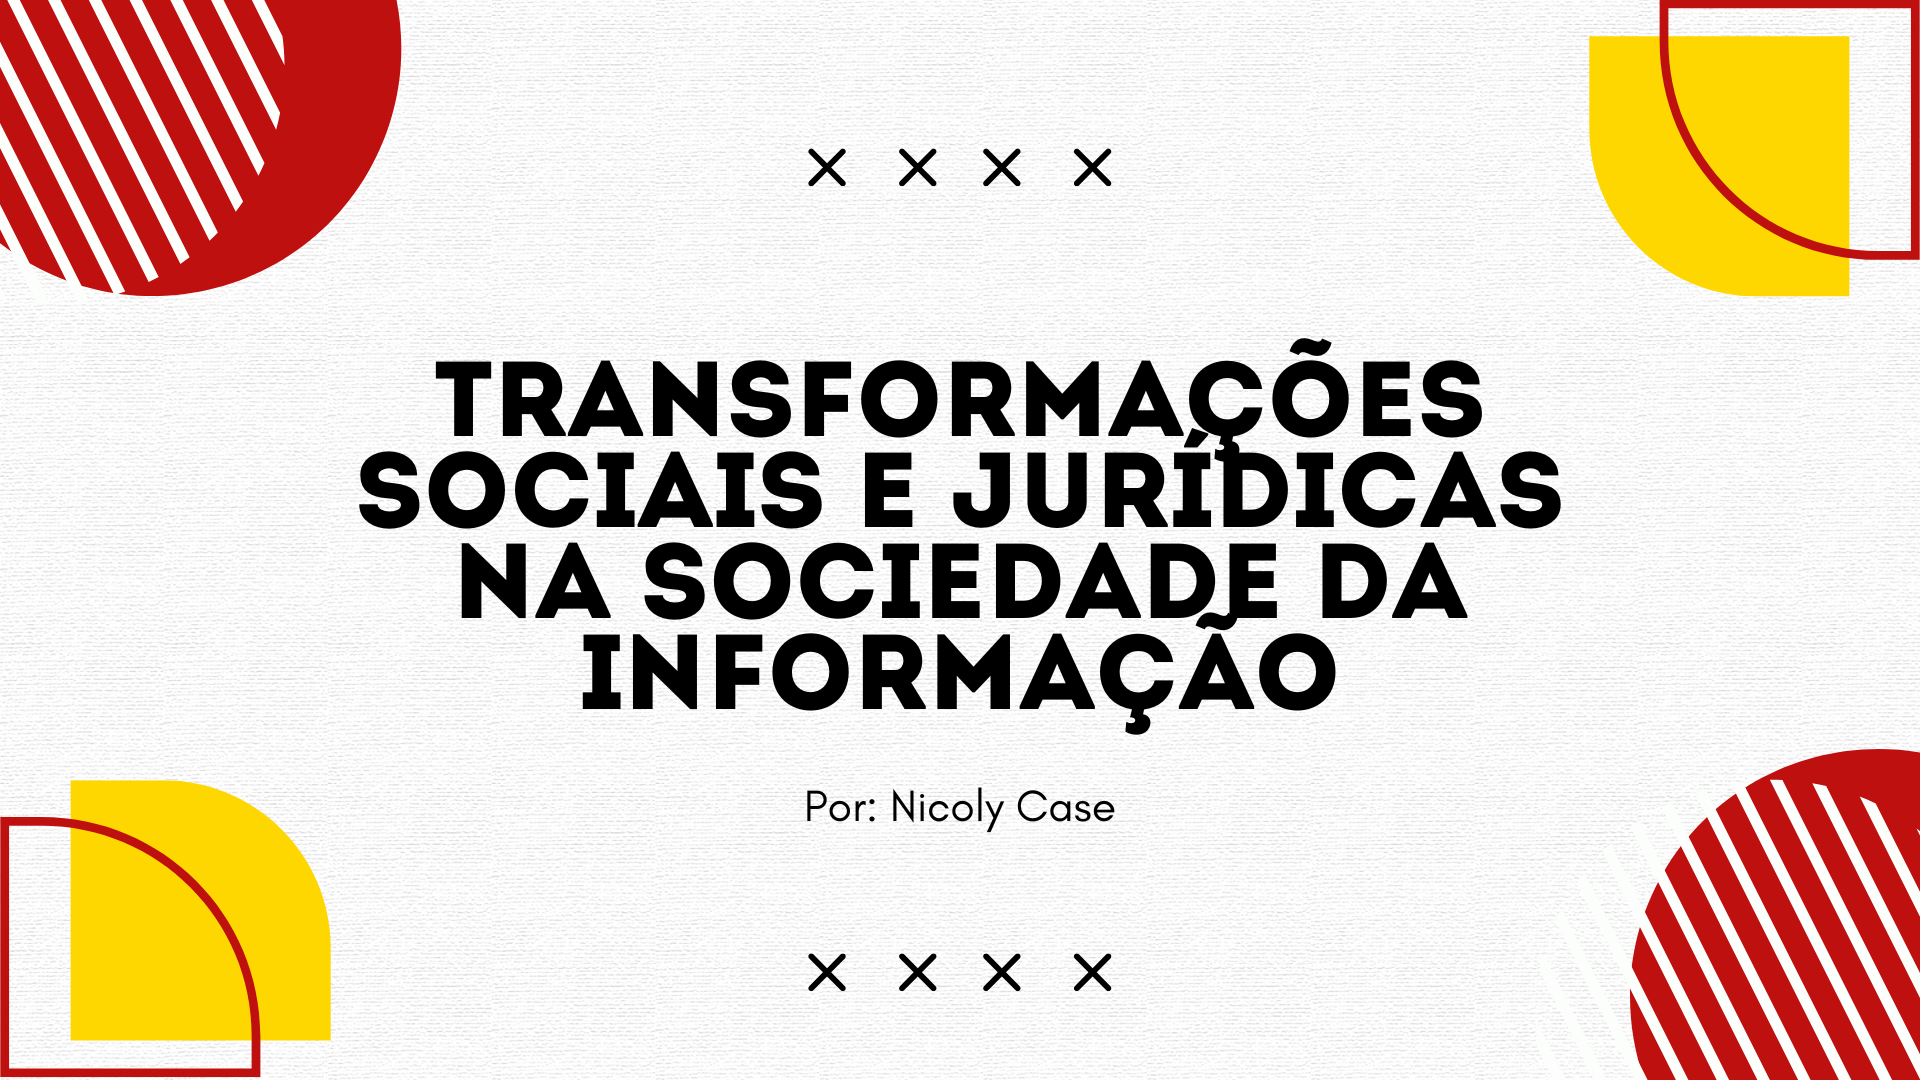 TRANSFORMAÇÕES
SOCIAIS E JURÍDICAS
NA SOCIEDADE DA
INFORMAÇÃO
Por: Nicoly Case